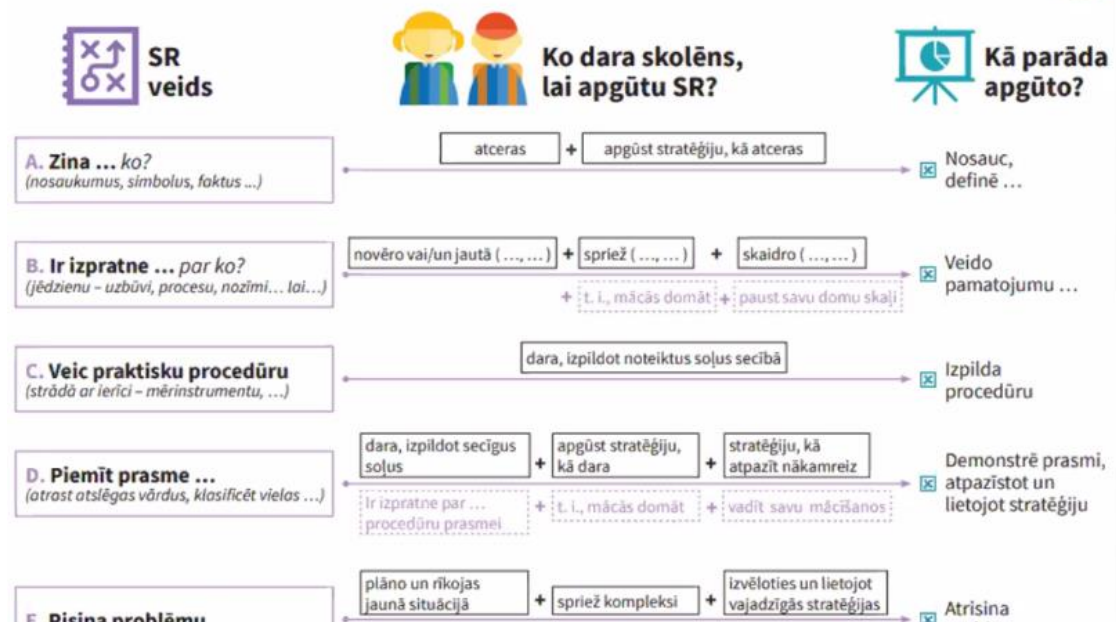 SR
veids
Ko dara skolēns,
lai apgūtu SR?
Kā parāda
apgūto?
A. Zina ... ko?
(nosaukumus, simbolus, faktus ...)
atceras + apgūst stratēģiju, kā atceras
Nosauc,
definē ...
B. Ir izpratne ... par ko?
(jēdzienu – uzbūvi, procesu, nozīmi... lai...)
novēro vai/un jautā ( ..., ... ) + spriež ( ..., ... ) + skaidro ( ..., ... )
+ t. i., mācās domāt + paust savu domu skaļi
Veido
pamatojumu ...
C. Veic praktisku procedūru
(strādā ar ierīci – mērinstrumentu, ...)
dara, izpildot noteiktus soļus secībā
Izpilda
procedūru
D. Piemīt prasme ...
(atrast atslēgas vārdus, klasificēt vielas ...)
dara, izpildot secīgus
soļus
+ apgūst stratēģiju,
kā dara
+ stratēģiju, kā
atpazīt nākamreiz
Ir izpratne par ...
procedūru prasmei
+ t. i., mācās domāt + vadīt savu mācīšanos
Demonstrē prasmi,
atpazīstot un
lietojot stratēģiju
E. Risina problēmu
plāno un rīkojas
jaunā situācijā
+ spriež kompleksi +
izvēloties un lietojot
vajadzīgās stratēģijas
Atrisina